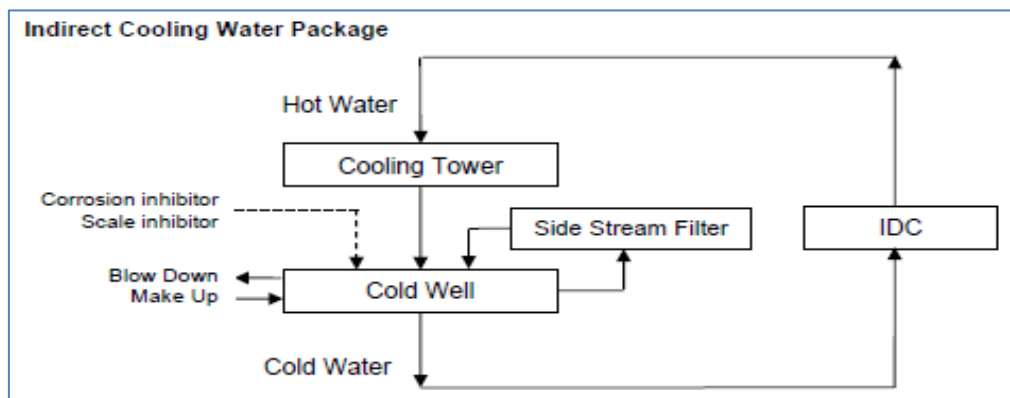 Indirect Cooling Water Package
Hot Water
Cooling Tower
Corrosion inhibitor
Scale inhibitor
Side Stream Filter
IDC
Blow Down
Make Up
Cold Well
Cold Water